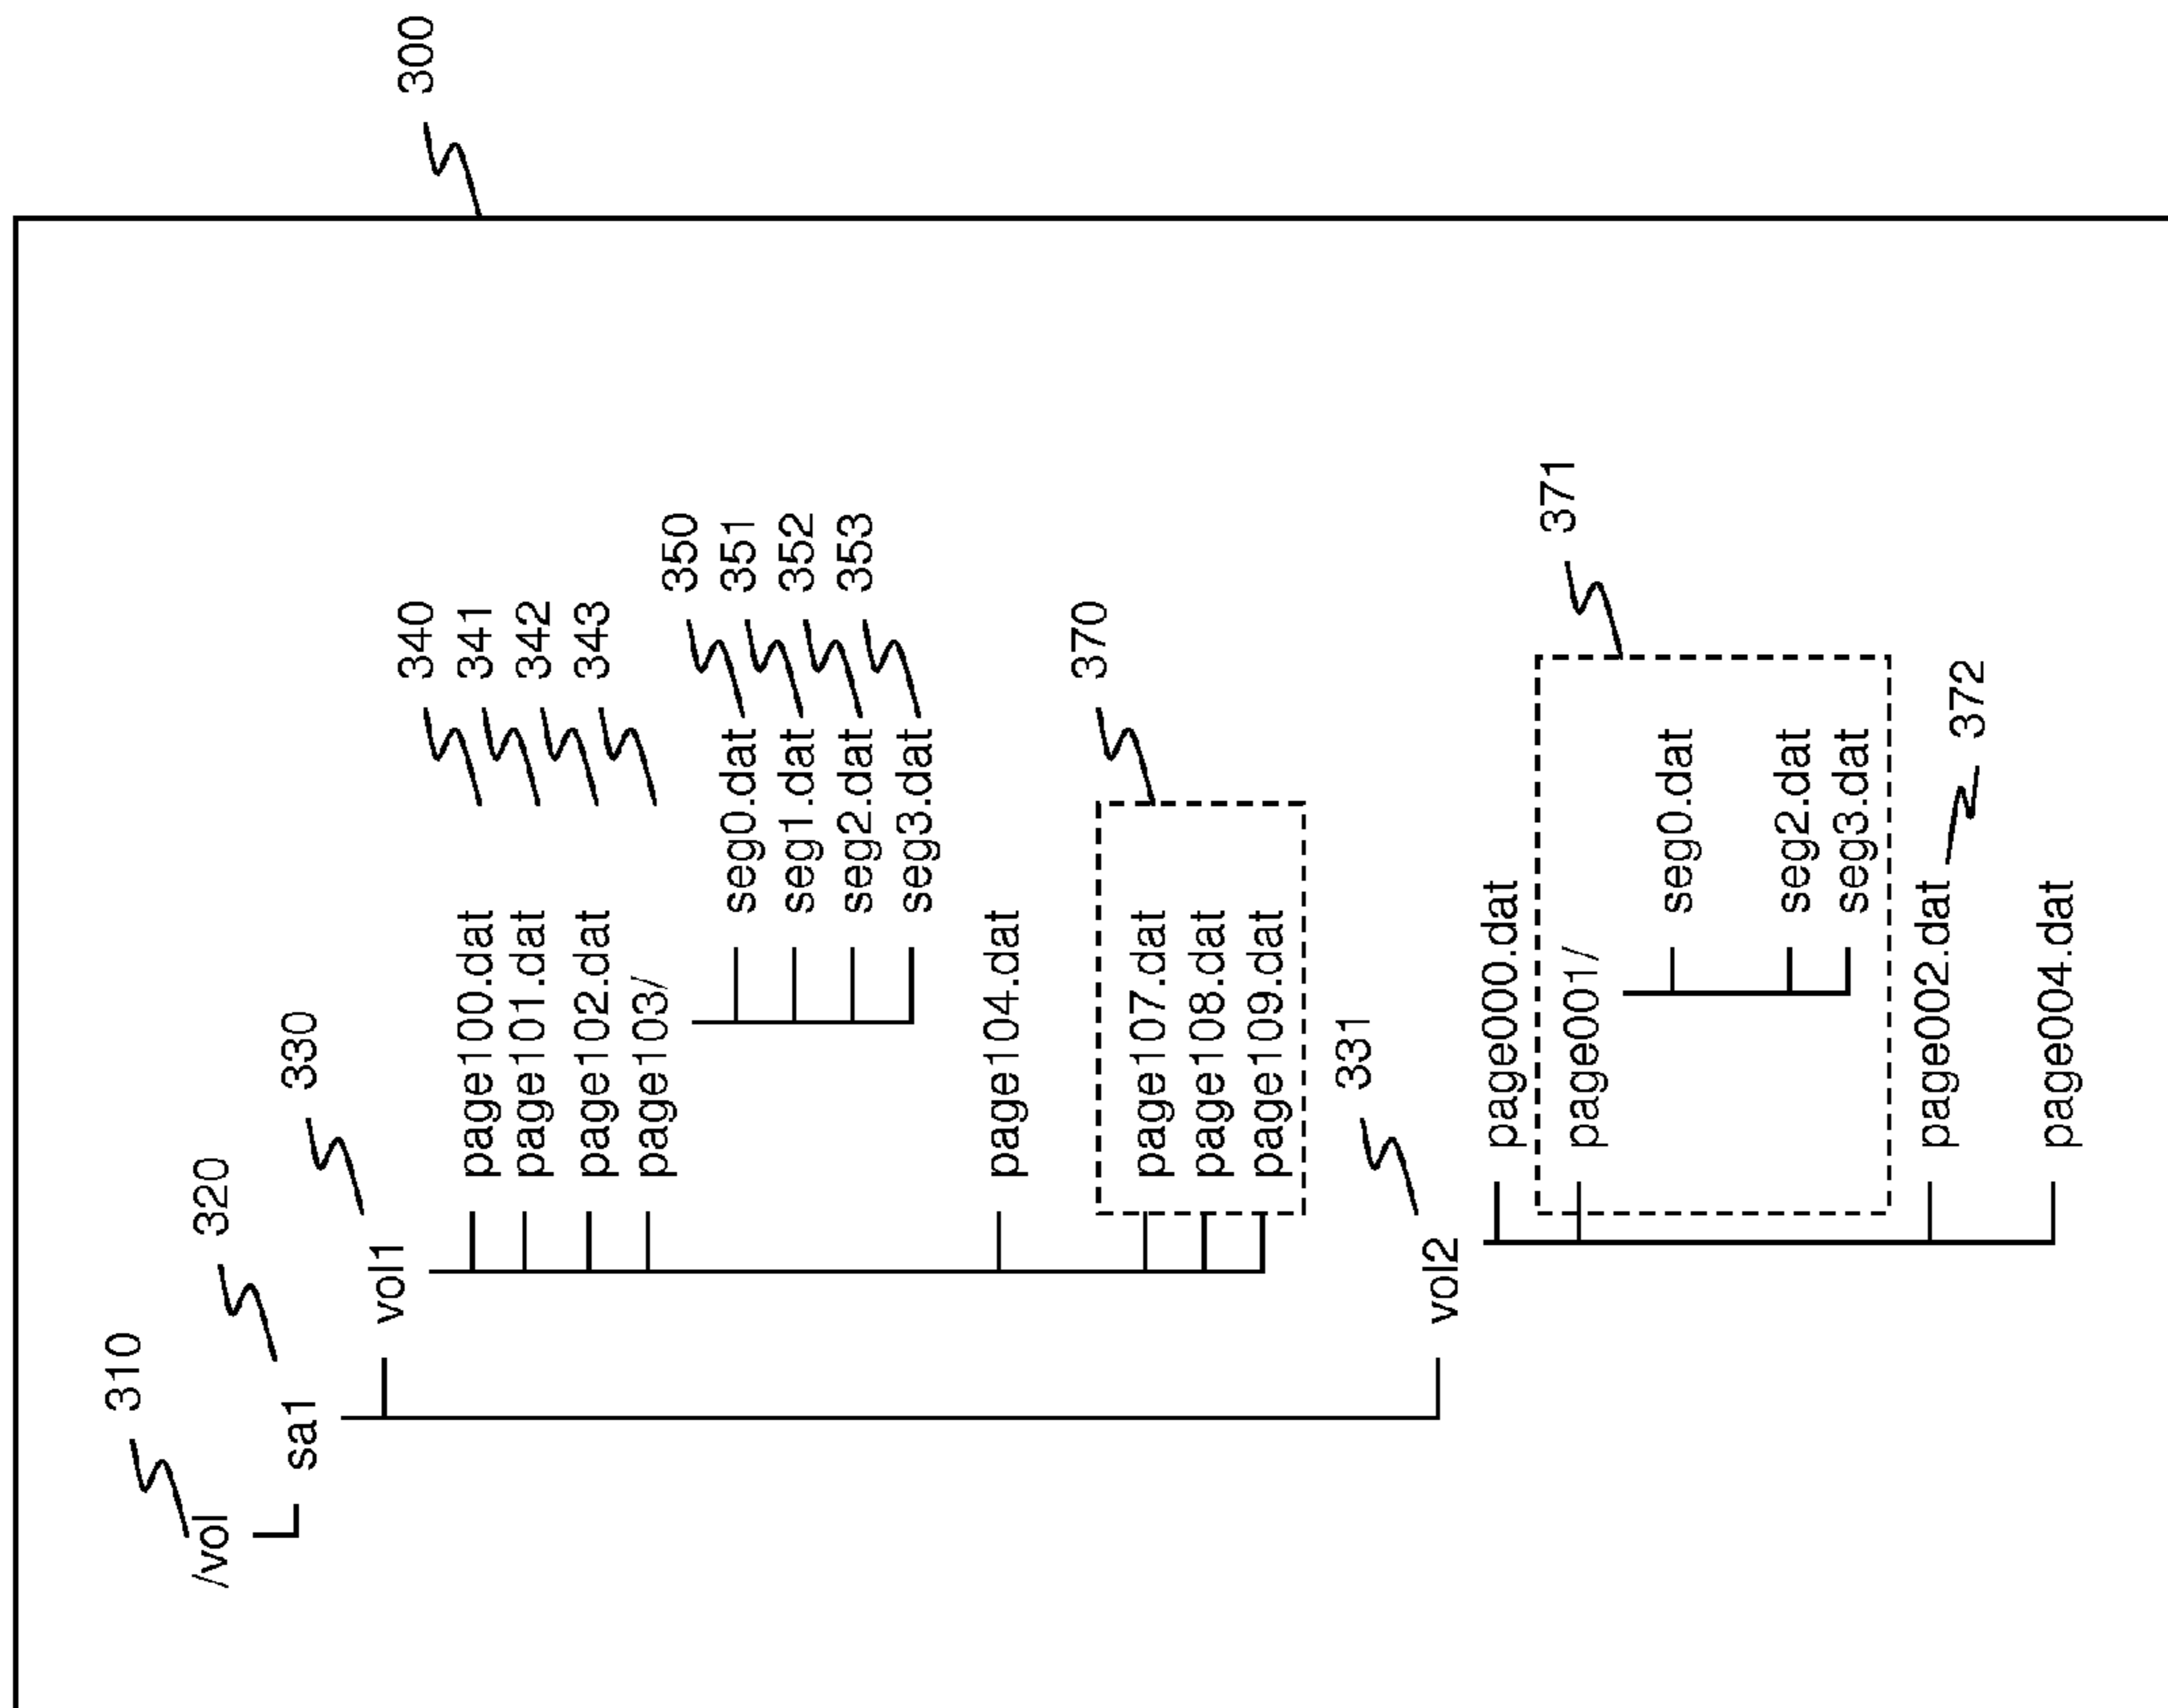 300
/vol 310
sa1 320
vol1 330
page100.dat 340
page101.dat 341
page102.dat 342
page103/ 343
seg0.dat 350
seg1.dat 351
seg2.dat 352
seg3.dat 353
page104.dat
370
page107.dat
page108.dat
page109.dat
vol2 331
page000.dat
371
page001/
seg0.dat
seg2.dat
seg3.dat
page002.dat 372
page004.dat